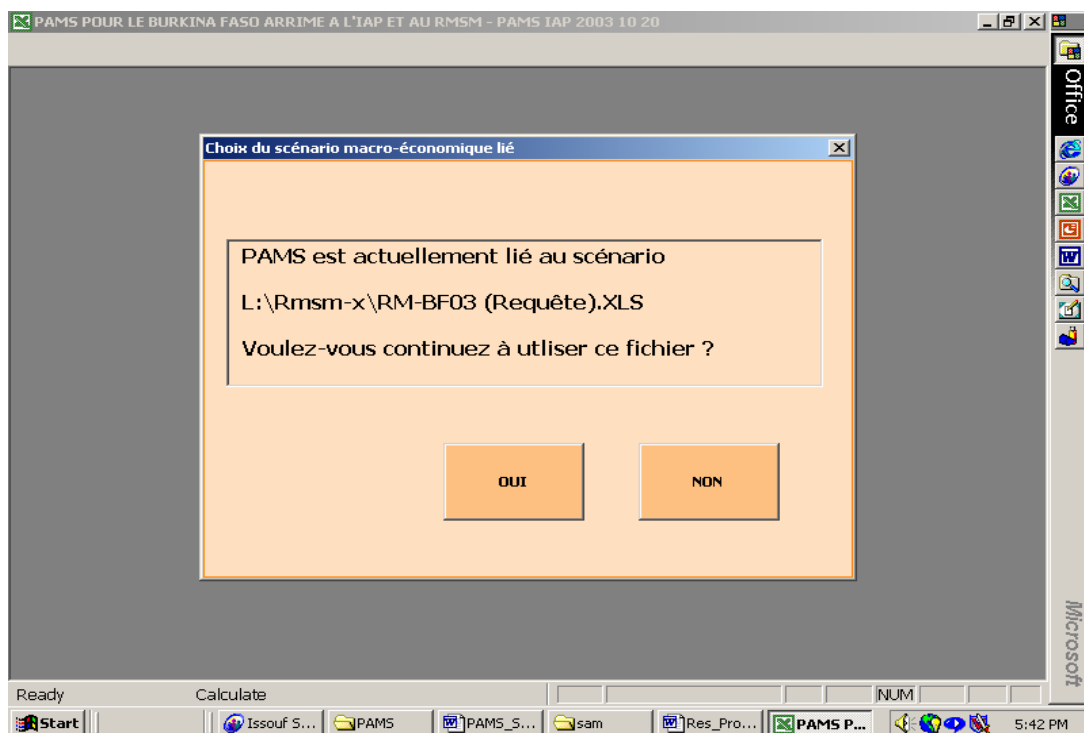 PAMS POUR LE BURKINA FASO ARRIME A L'IAP ET AU RMSM - PAMS IAP 2003 10 20
Office
Choix du scénario macro-économique lié
PAMS est actuellement lié au scénario
L:\Rmsm-x\RM-BF03 (Requête).XLS
Voulez-vous continuez à utliser ce fichier ?
OUI
NON
Microsoft
Ready
Calculate
NUM
Start
Issouf S...
PAMS
PAMS_S...
sam
Res_Pro...
PAMS P...
5:42 PM